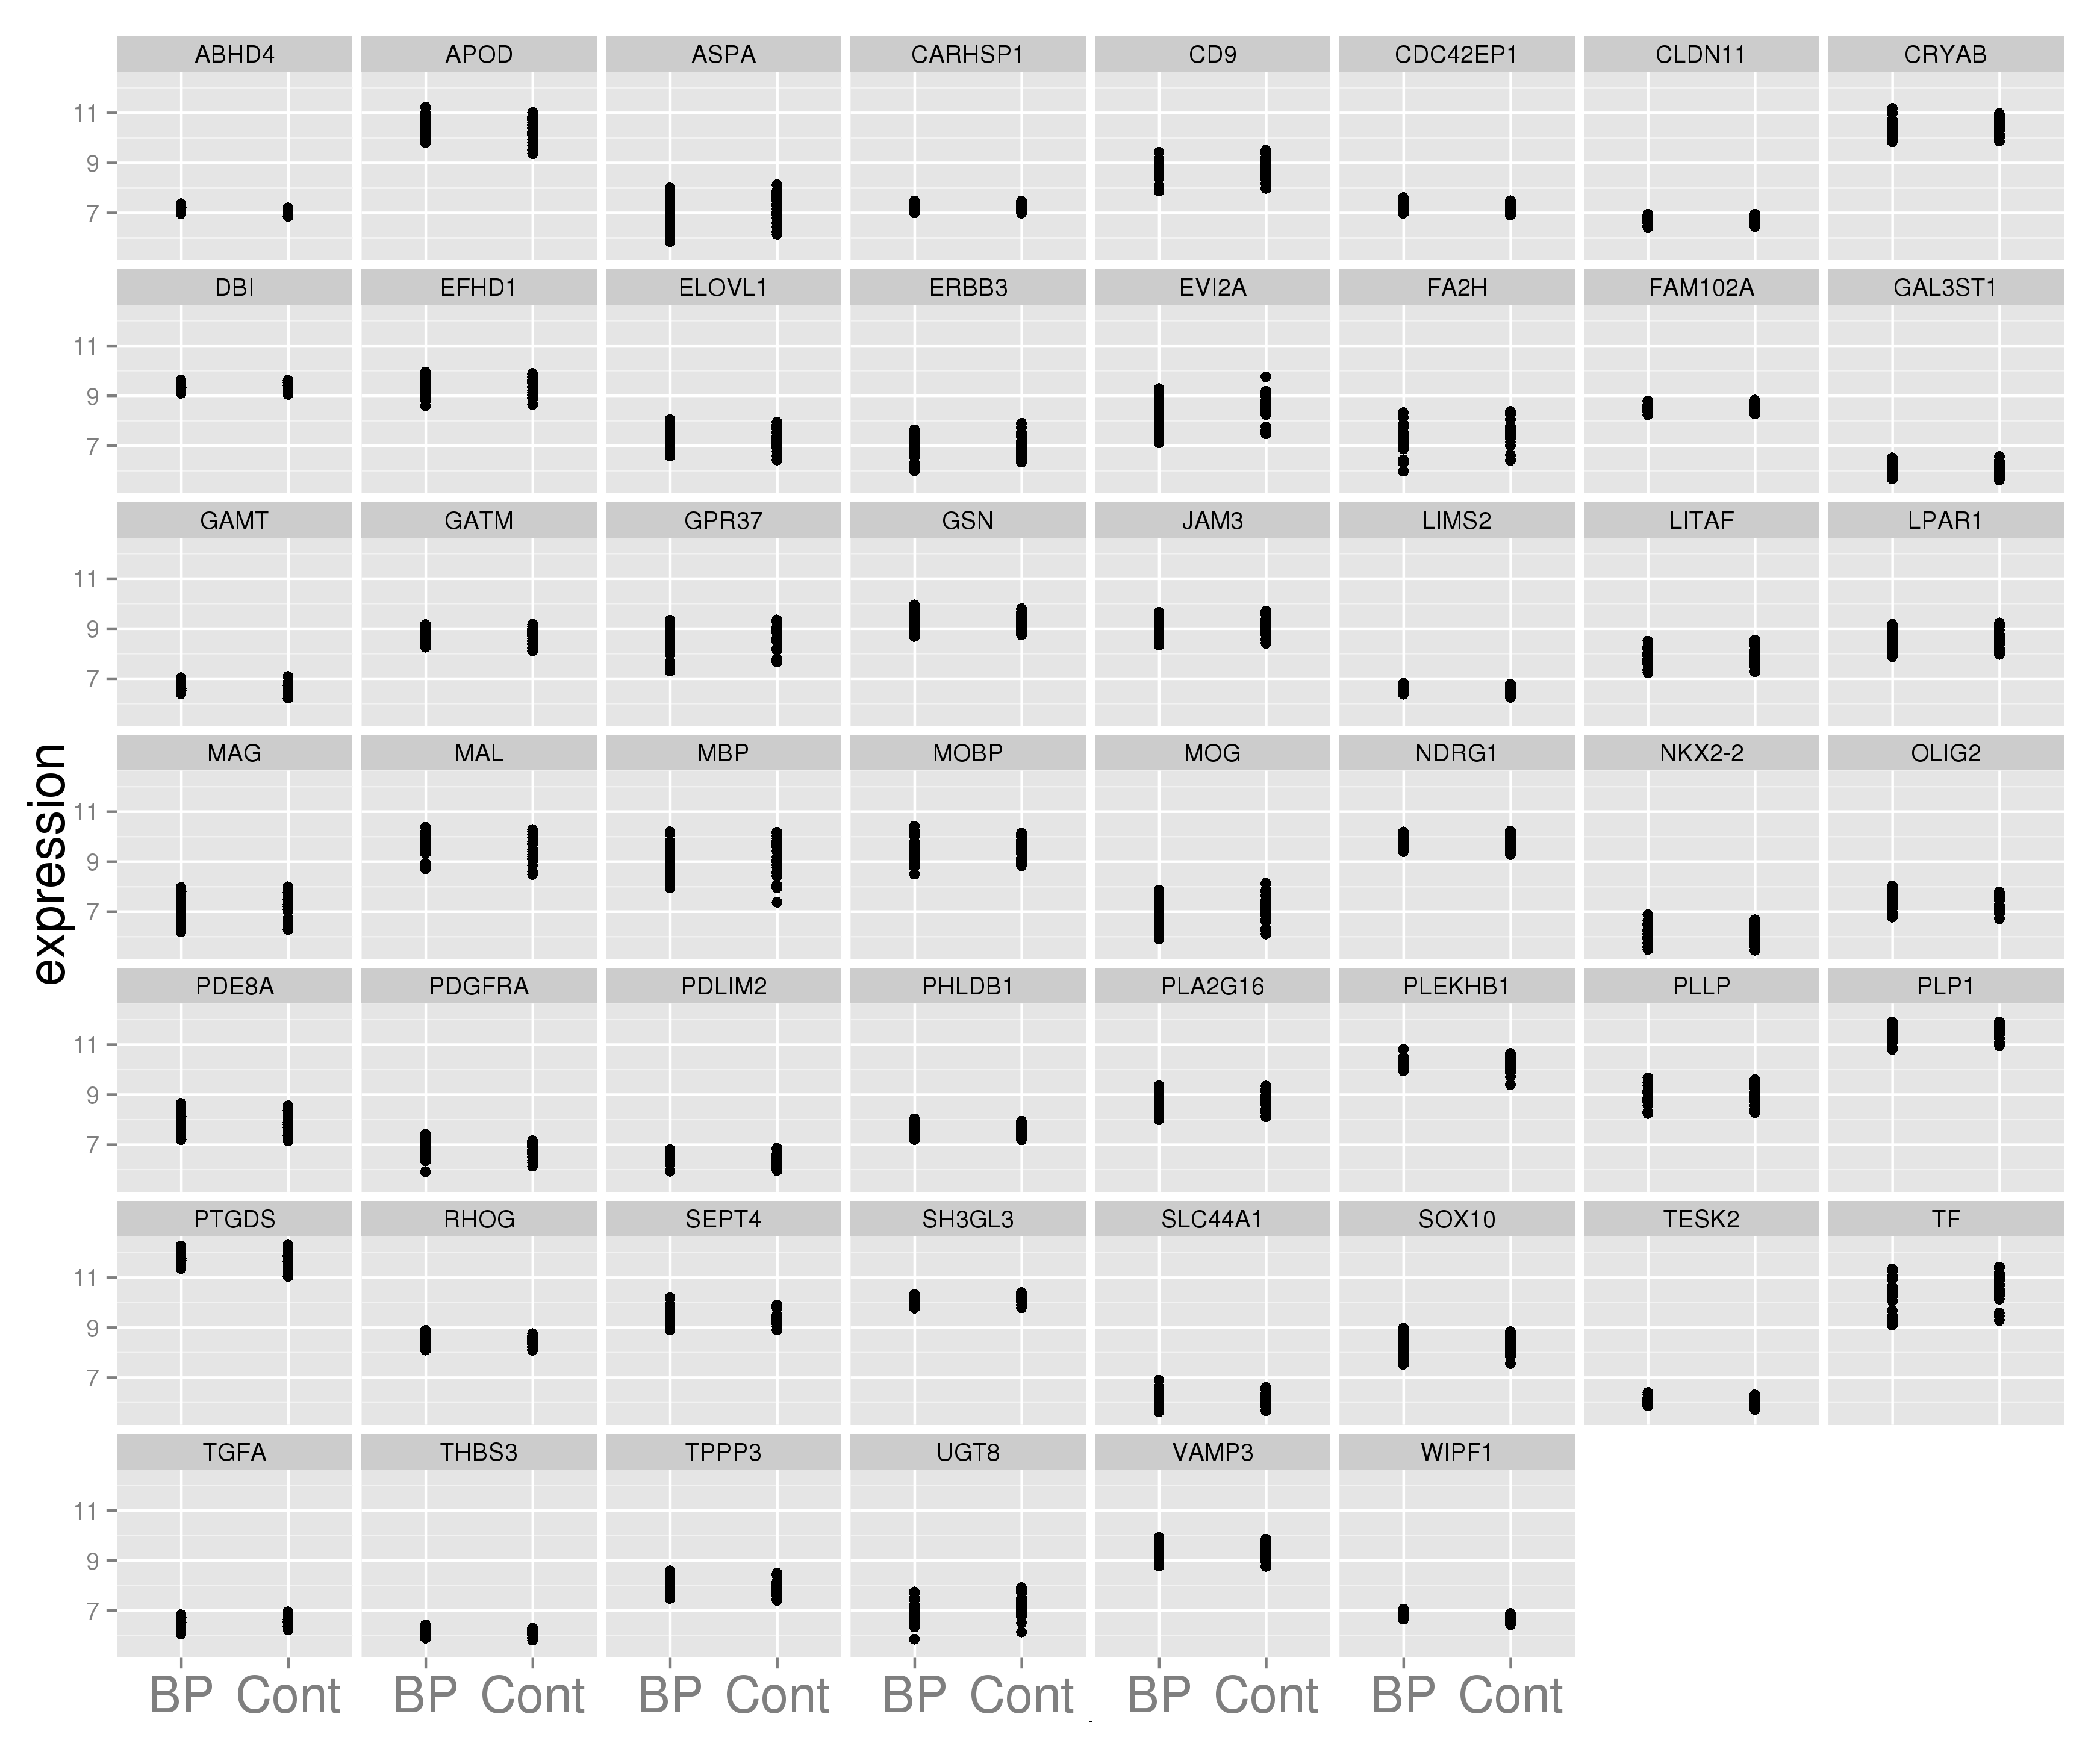 ABHD4 APOD ASPA CARHSP1 CD9 CDC42EP1 CLDN11 CRYAB
11
9
7
DBI EFHD1 ELOVL1 ERBB3 EVI2A FA2H FAM102A GAL3ST1
11
9
7
GAMT GATM GPR37 GSN JAM3 LIMS2 LITAF LPAR1
11
9
7
expression
MAG MAL MBP MOBP MOG NDRG1 NKX2-2 OLIG2
11
9
7
PDE8A PDGFRA PDLIM2 PHLDB1 PLA2G16 PLEKHB1 PLLP PLP1
11
9
7
PTGDS RHOG SEPT4 SH3GL3 SLC44A1 SOX10 TESK2 TF
11
9
7
TGFA THBS3 TPPP3 UGT8 VAMP3 WIPF1
11
9
7
BP Cont BP Cont BP Cont BP Cont BP Cont BP Cont